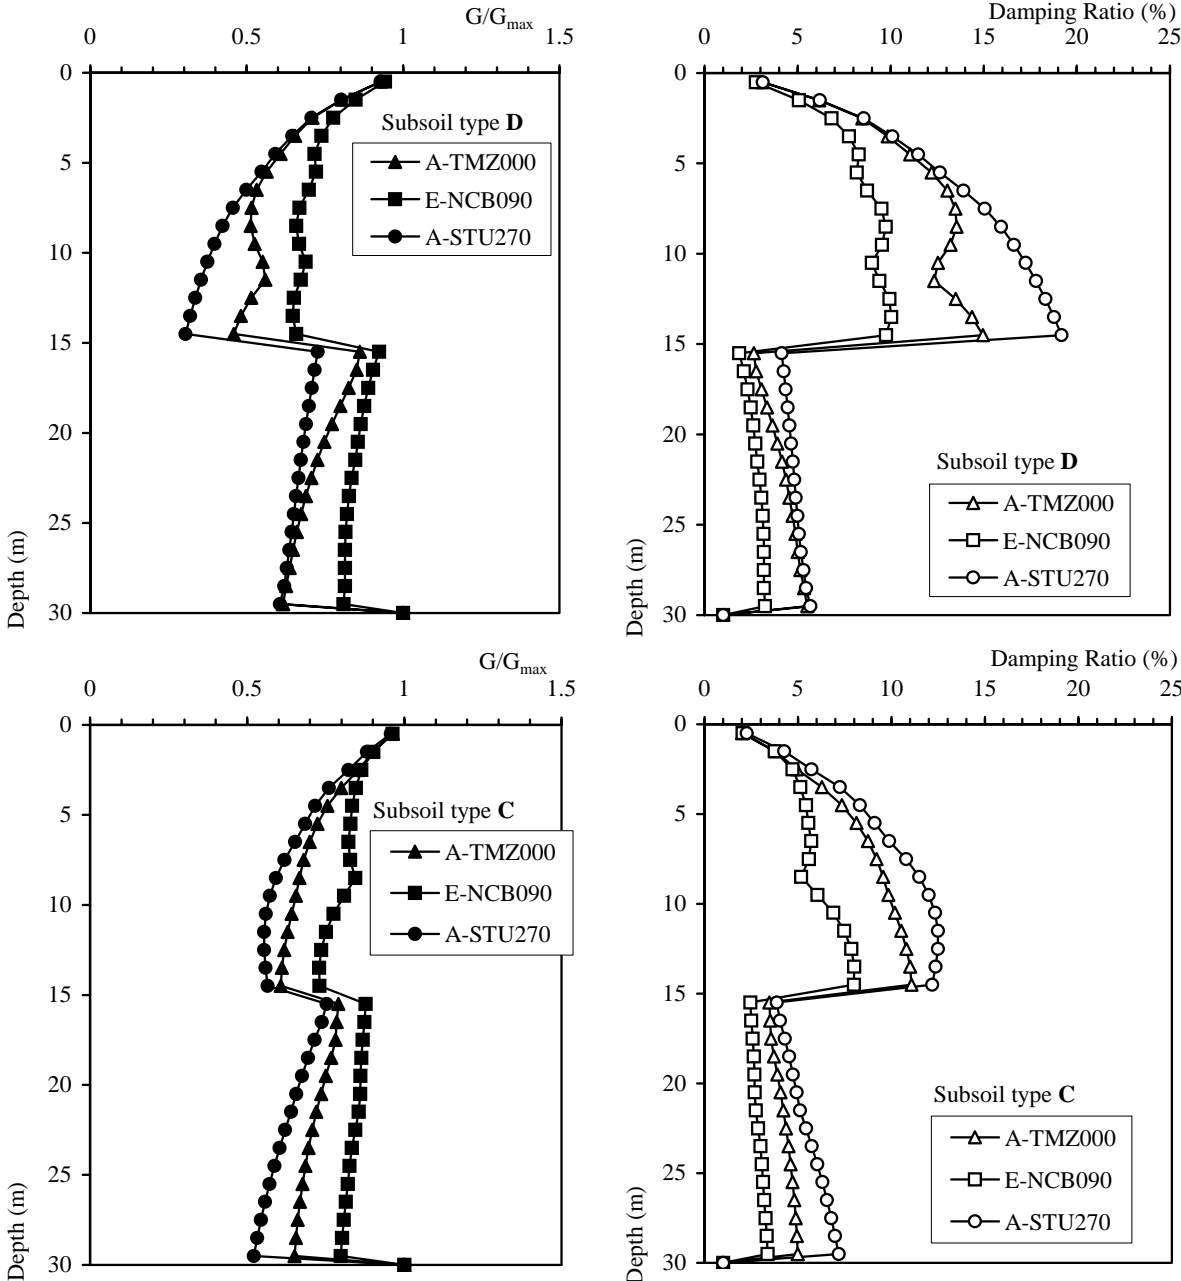 G/Gmax
0 0.5 1 1.5
0
5
10
15
20
25
30
Depth (m)
Subsoil type D
A-TMZ000
E-NCB090
A-STU270
Damping Ratio (%)
0 5 10 15 20 25
0
5
10
15
20
25
30
Depth (m)
Subsoil type D
A-TMZ000
E-NCB090
A-STU270
G/Gmax
0 0.5 1 1.5
0
5
10
15
20
25
30
Depth (m)
Subsoil type C
A-TMZ000
E-NCB090
A-STU270
Damping Ratio (%)
0 5 10 15 20 25
0
5
10
15
20
25
30
Depth (m)
Subsoil type C
A-TMZ000
E-NCB090
A-STU270